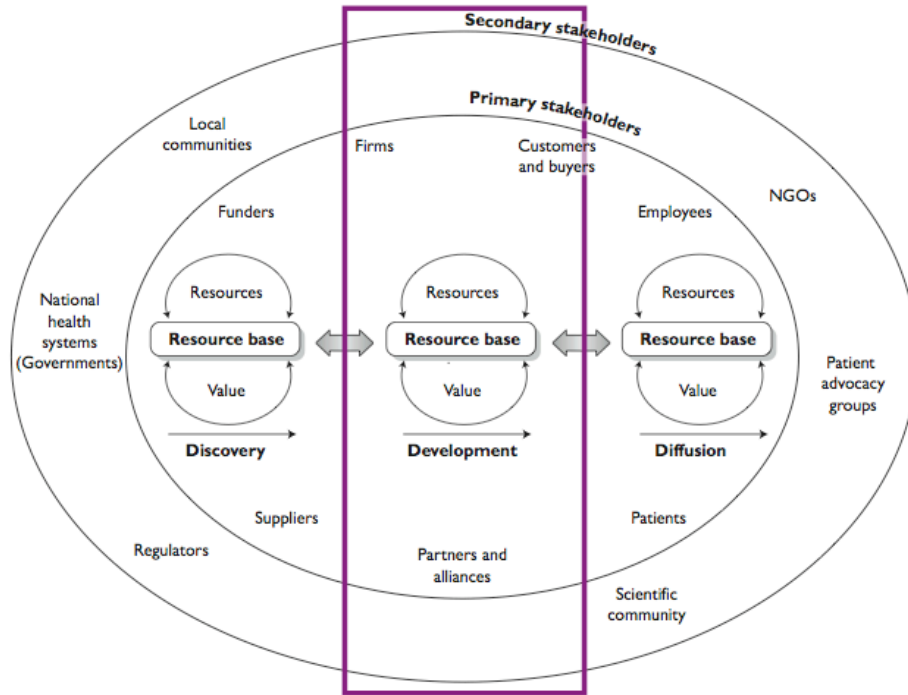 Secondary stakeholders
Primary stakeholders
Local
communities
Firms
Customers
and buyers
NGOs
Funders
Employees
National
health
systems
(Governments)
Resources
Resource base
Value
Discovery
Resources
Resource base
Value
Development
Resources
Resource base
Value
Diffusion
Patient
advocacy
groups
Suppliers
Patients
Regulators
Partners and
alliances
Scientific
community